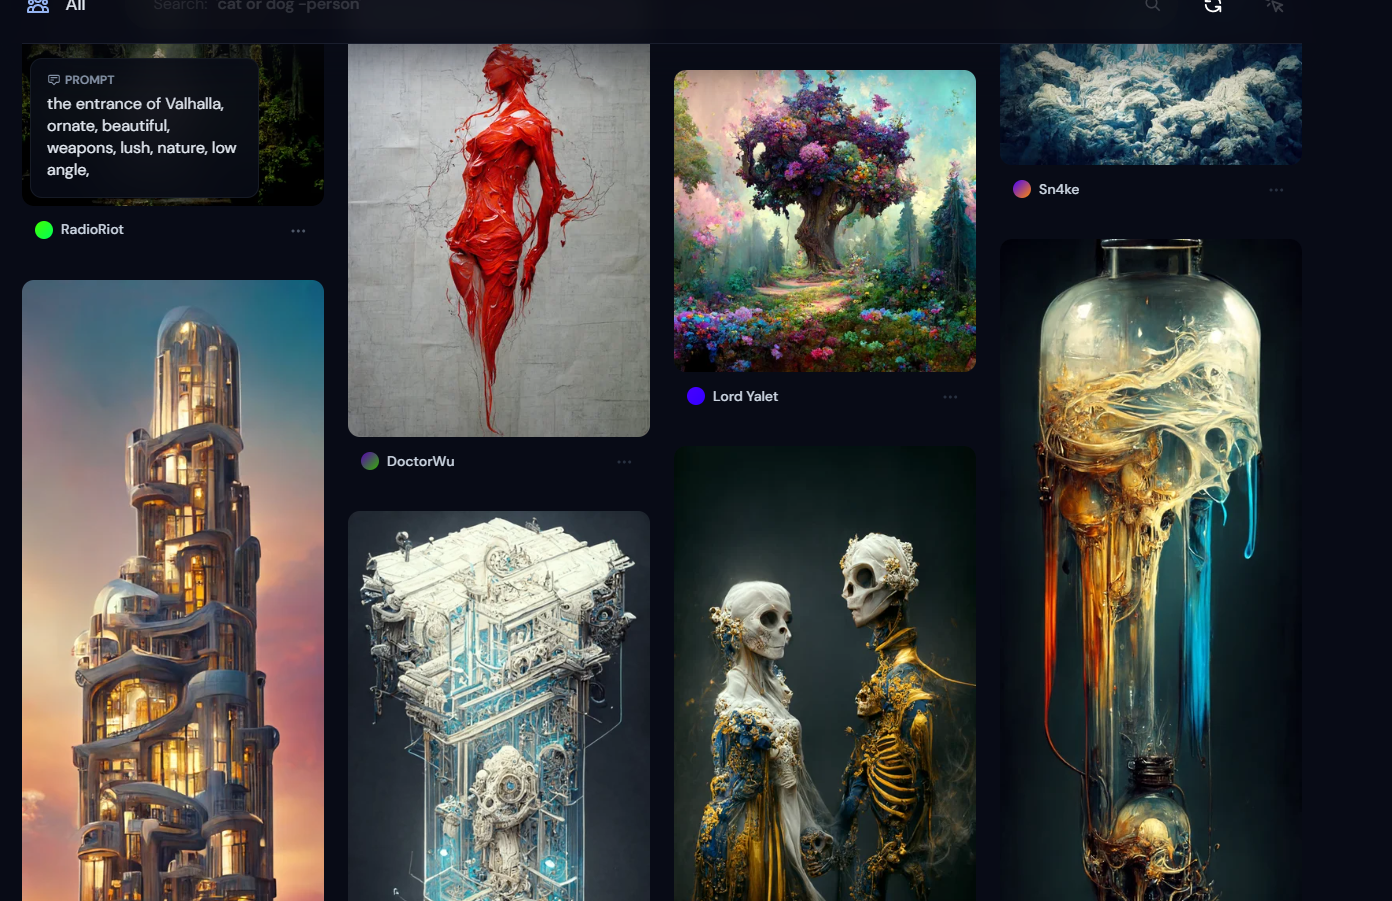 All
Search: cat or dog -person
PROMPT
the entrance of Valhalla,
ornate, beautiful,
weapons, lush, nature, low
angle,
RadioRiot
DoctorWu
Lord Yalet
Sn4ke